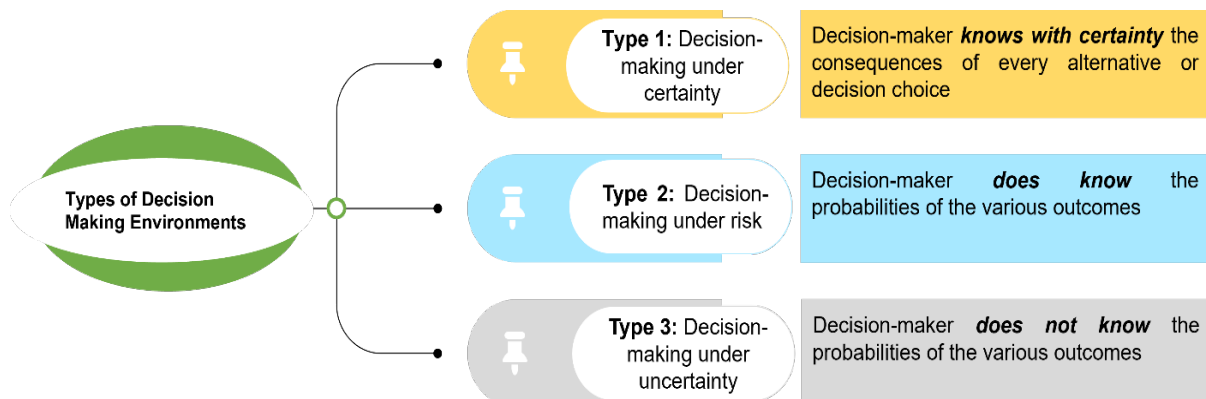 Types of Decision
Making Environments
Type 1: Decision-
making under
certainty
Decision-maker knows with certainty the
consequences of every alternative or
decision choice
Type 2: Decision-
making under risk
Decision-maker does know the
probabilities of the various outcomes
Type 3: Decision-
making under
uncertainty
Decision-maker does not know the
probabilities of the various outcomes